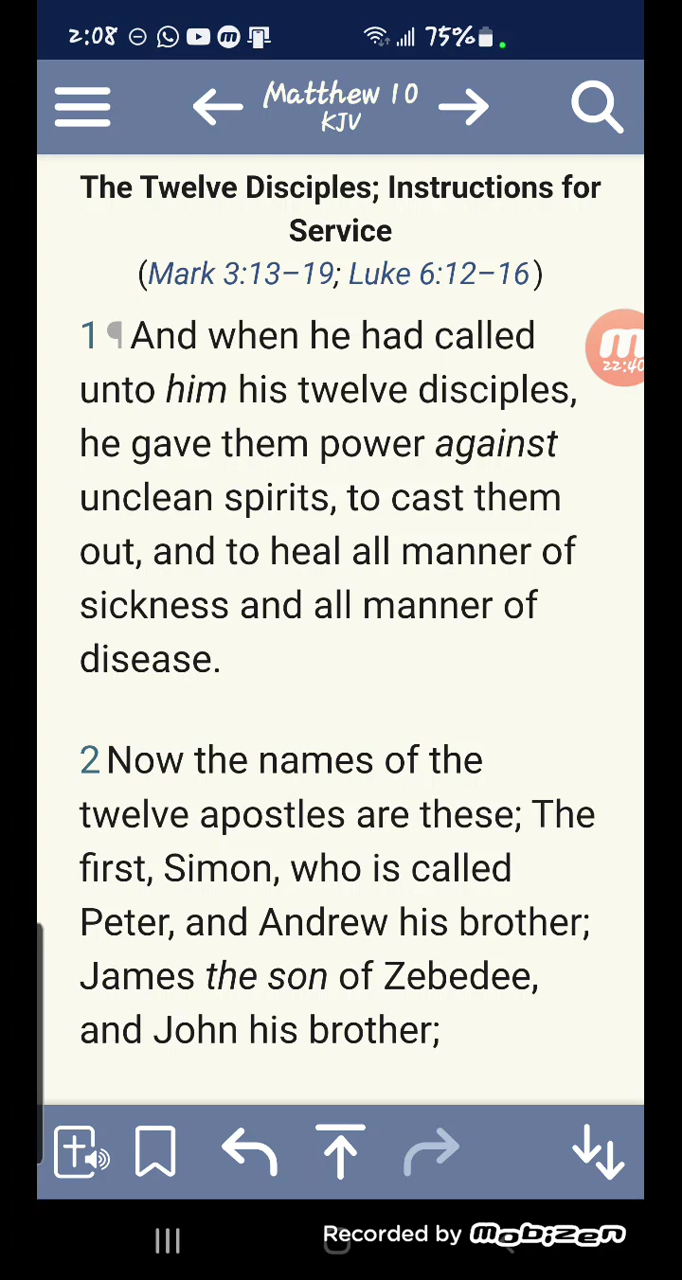 2:08 75%
Matthew 10
KJV
The Twelve Disciples; Instructions for
Service
(Mark 3:13–19; Luke 6:12–16)
1 ¶ And when he had called
unto him his twelve disciples,
he gave them power against
unclean spirits, to cast them
out, and to heal all manner of
sickness and all manner of
disease.
m
22:40
2 Now the names of the
twelve apostles are these; The
first, Simon, who is called
Peter, and Andrew his brother;
James the son of Zebedee,
and John his brother;
Recorded by mobizen